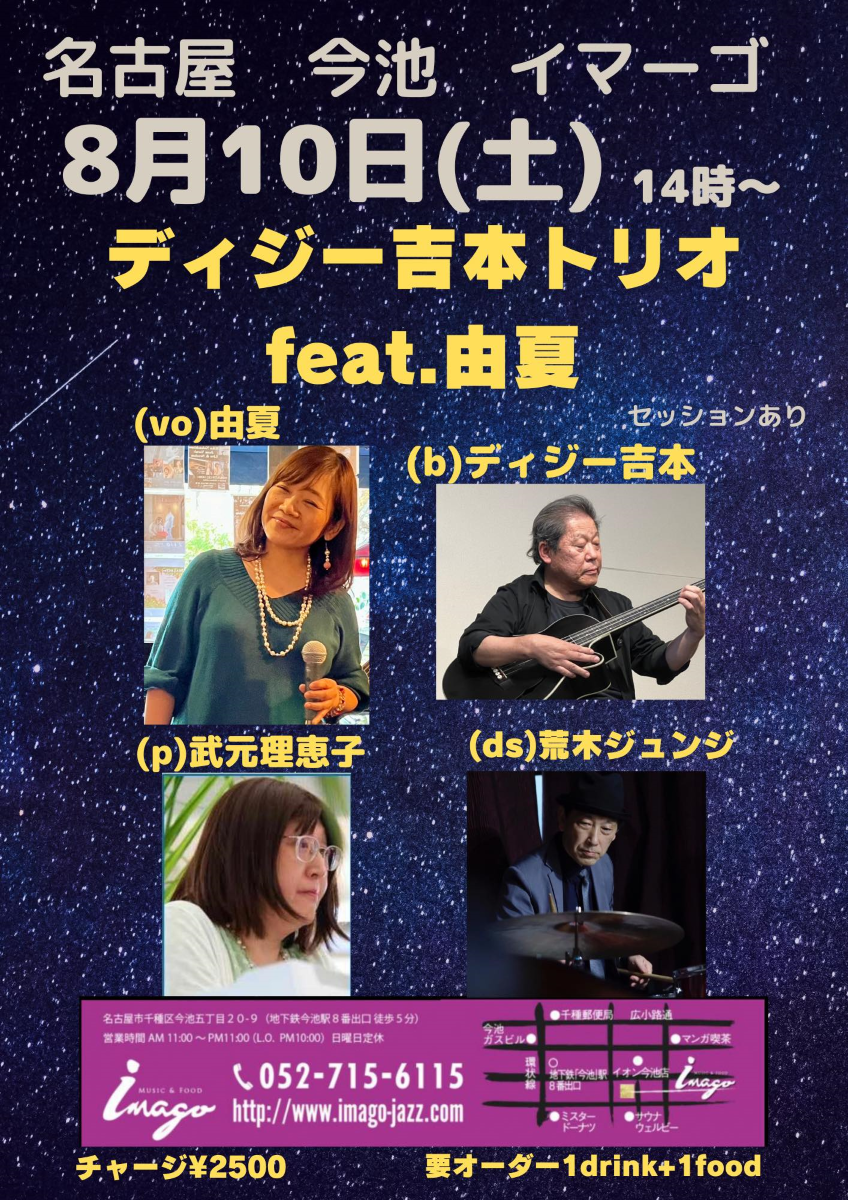 名古屋　今池　イマーゴ
8月10日(土) 14時〜
ディジー吉本トリオ
feat.由夏
セッションあり
(vo)由夏
(b)ディジー吉本
(p)武元理恵子
(ds)荒木ジュンジ
名古屋市千種区今池五丁目20-9（地下鉄今池駅8番出口 徒歩5分）
営業時間 AM 11:00 〜 PM11:00 (L.O. PM10:00）日曜日定休
MUSIC & FOOD
imago
052-715-6115
http://www.imago-jazz.com
千種郵便局
広小路通
今池
ガスビル
マンガ喫茶
環状線
地下鉄「今池」駅
8番出口
イオン今池店
imago
ミスター
ドーナツ
サウナ
ウェルビー
チャージ¥2500
要オーダー1drink+1food